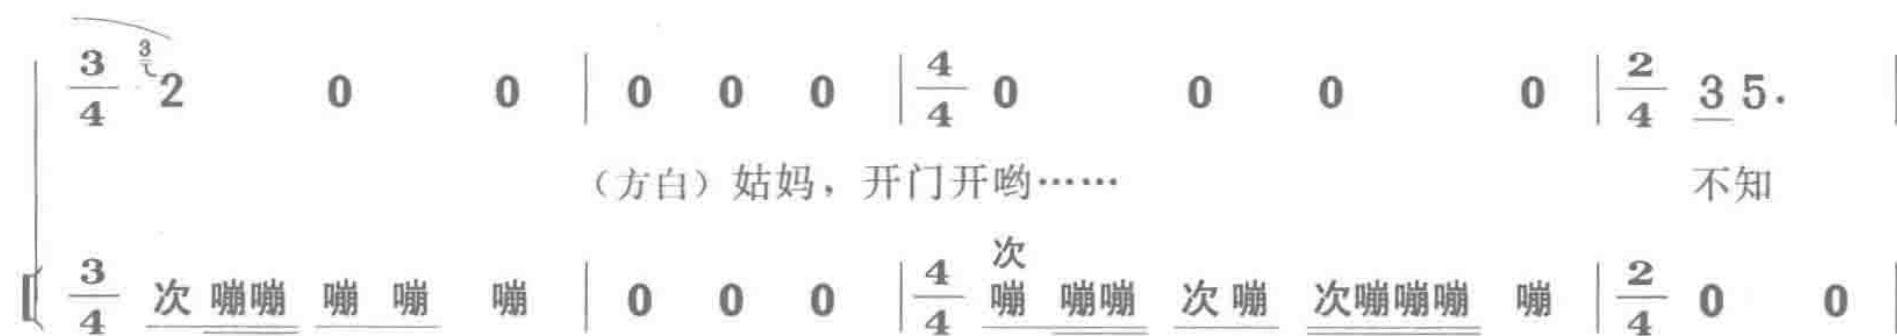 3/4 3 2 0 0 | 0 0 0 | 4/4 0 0 0 0 | 2/4 3 5. |
（方白）姑妈，开门开哟…… 不知
次
3/4 次 嘣嘣 嘣 嘣 嘣 | 0 0 0 | 4/4 嘣 嘣嘣 次 嘣 次嘣嘣嘣 嘣 | 2/4 0 0